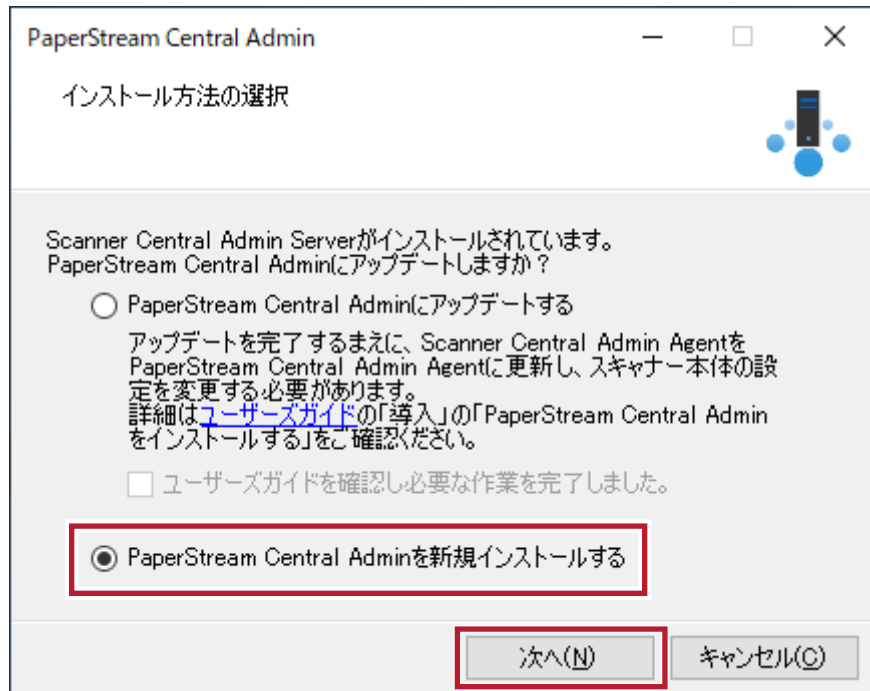 PaperStream Central Admin
インストール方法の選択
Scanner Central Admin Serverがインストールされています。
PaperStream Central Adminにアップデートしますか？
PaperStream Central Adminにアップデートする
アップデートを完了するまえに、Scanner Central Admin Agentを
PaperStream Central Admin Agentに更新し、スキャナー本体の設
定を変更する必要があります。
詳細はユーザーズガイドの「導入」の「PaperStream Central Admin
をインストールする」をご確認ください。
ユーザーズガイドを確認し必要な作業を完了しました。
PaperStream Central Adminを新規インストールする
次へ(N) キャンセル(C)